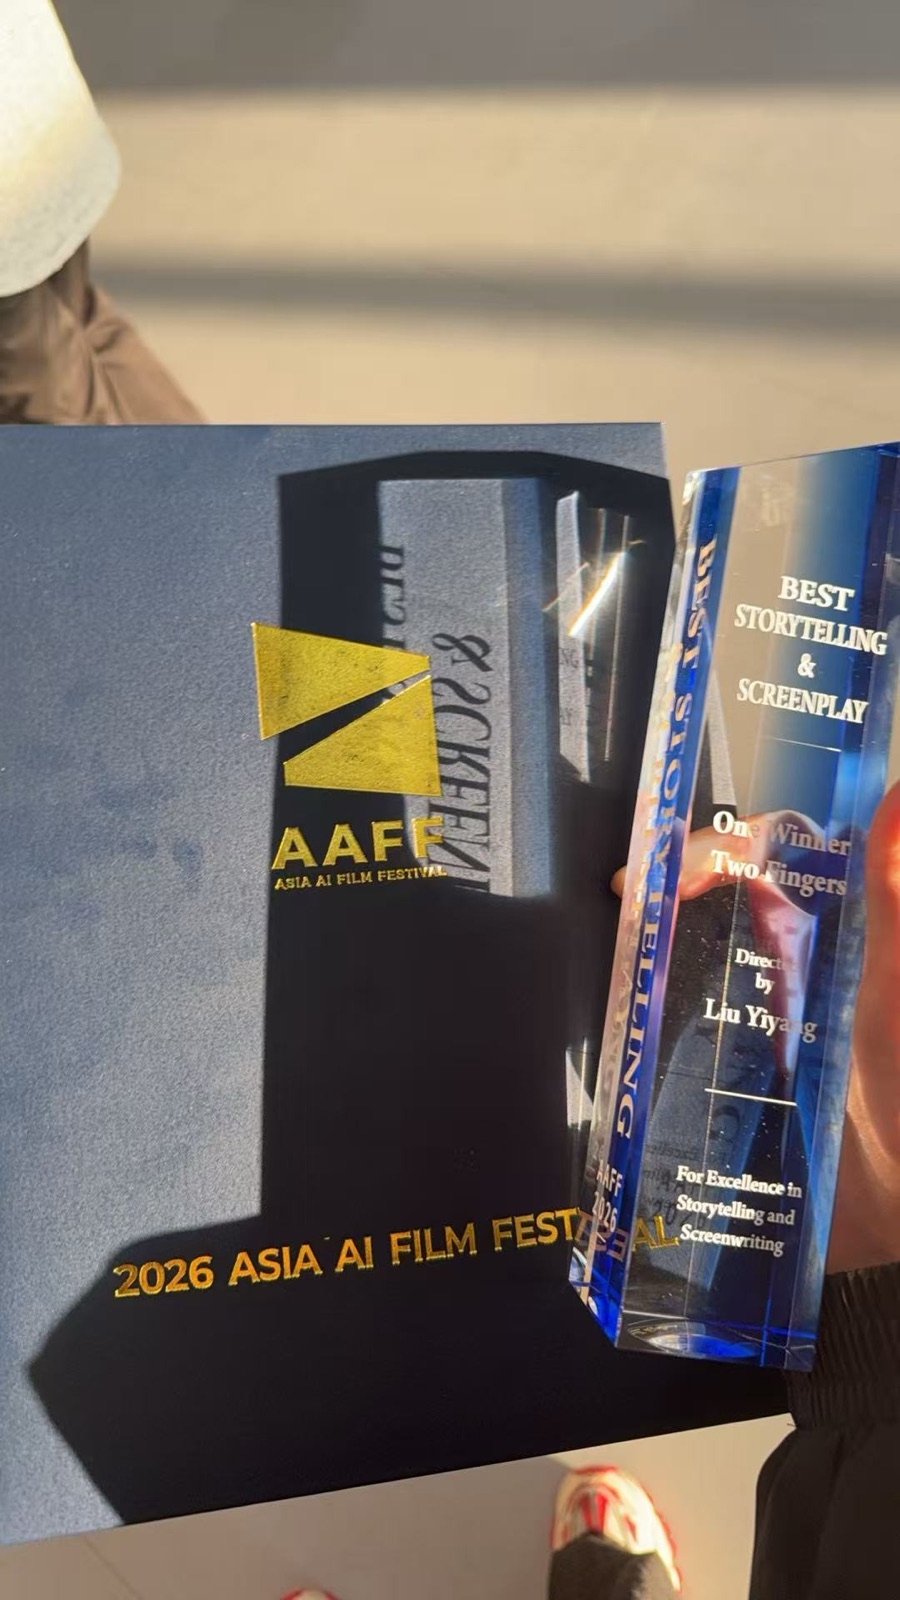 AAFF
ASIA AI FILM FESTIVAL
2026 ASIA AI FILM FESTIVAL
BEST
STORYTELLING
&
SCREENPLAY
One Winner
Two Fingers
Directed
by
Liu Yiyang
For Excellence in
Storytelling and
Screenwriting
BEST STORYTELLING
AAFF
2026
& SCREEN